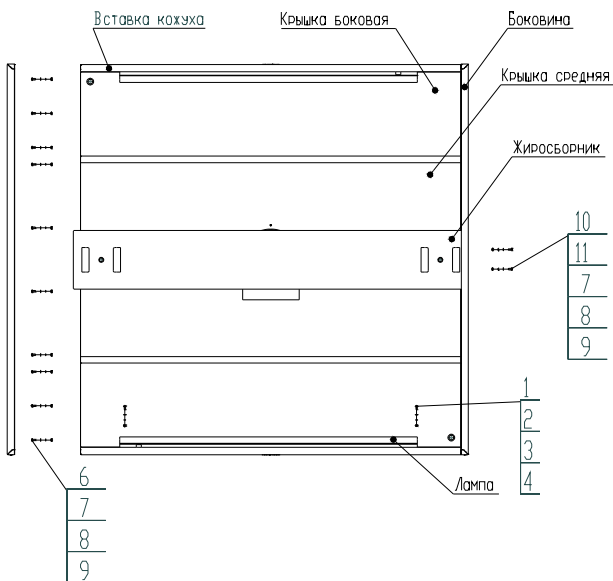 Вставка кожуха
Крышка боковая
Боковина
Крышка средняя
Жиросборник
10
11
7
8
9
1
2
3
4
Лампа
6
7
8
9